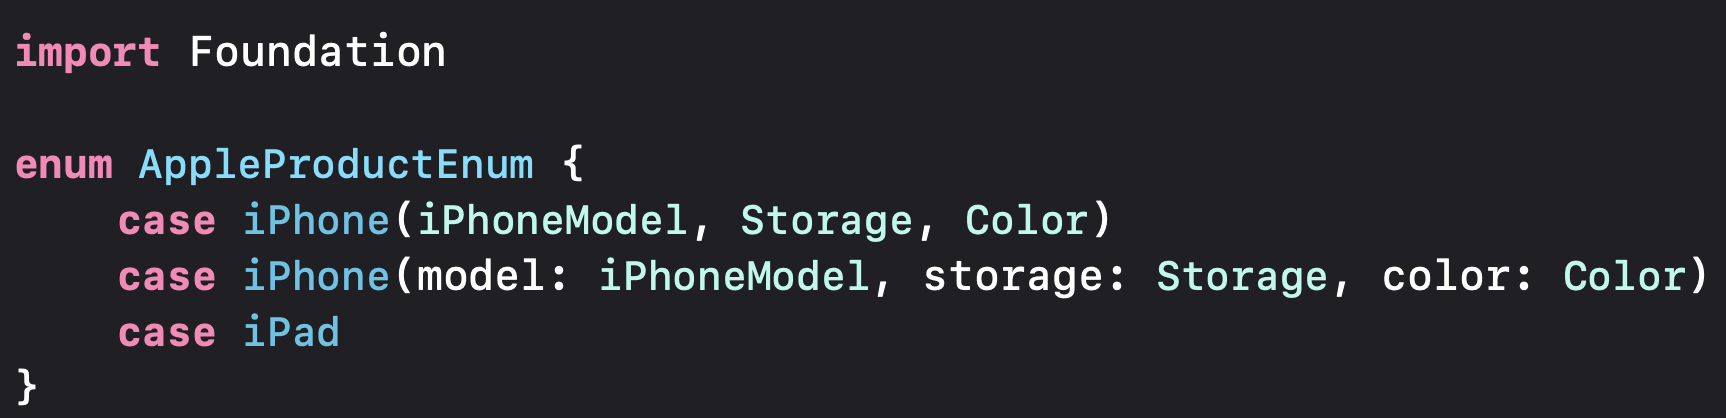 import Foundation
enum AppleProductEnum {
case iPhone(iPhoneModel, Storage, Color)
case iPhone(model: iPhoneModel, storage: Storage, color: Color)
case iPad
}